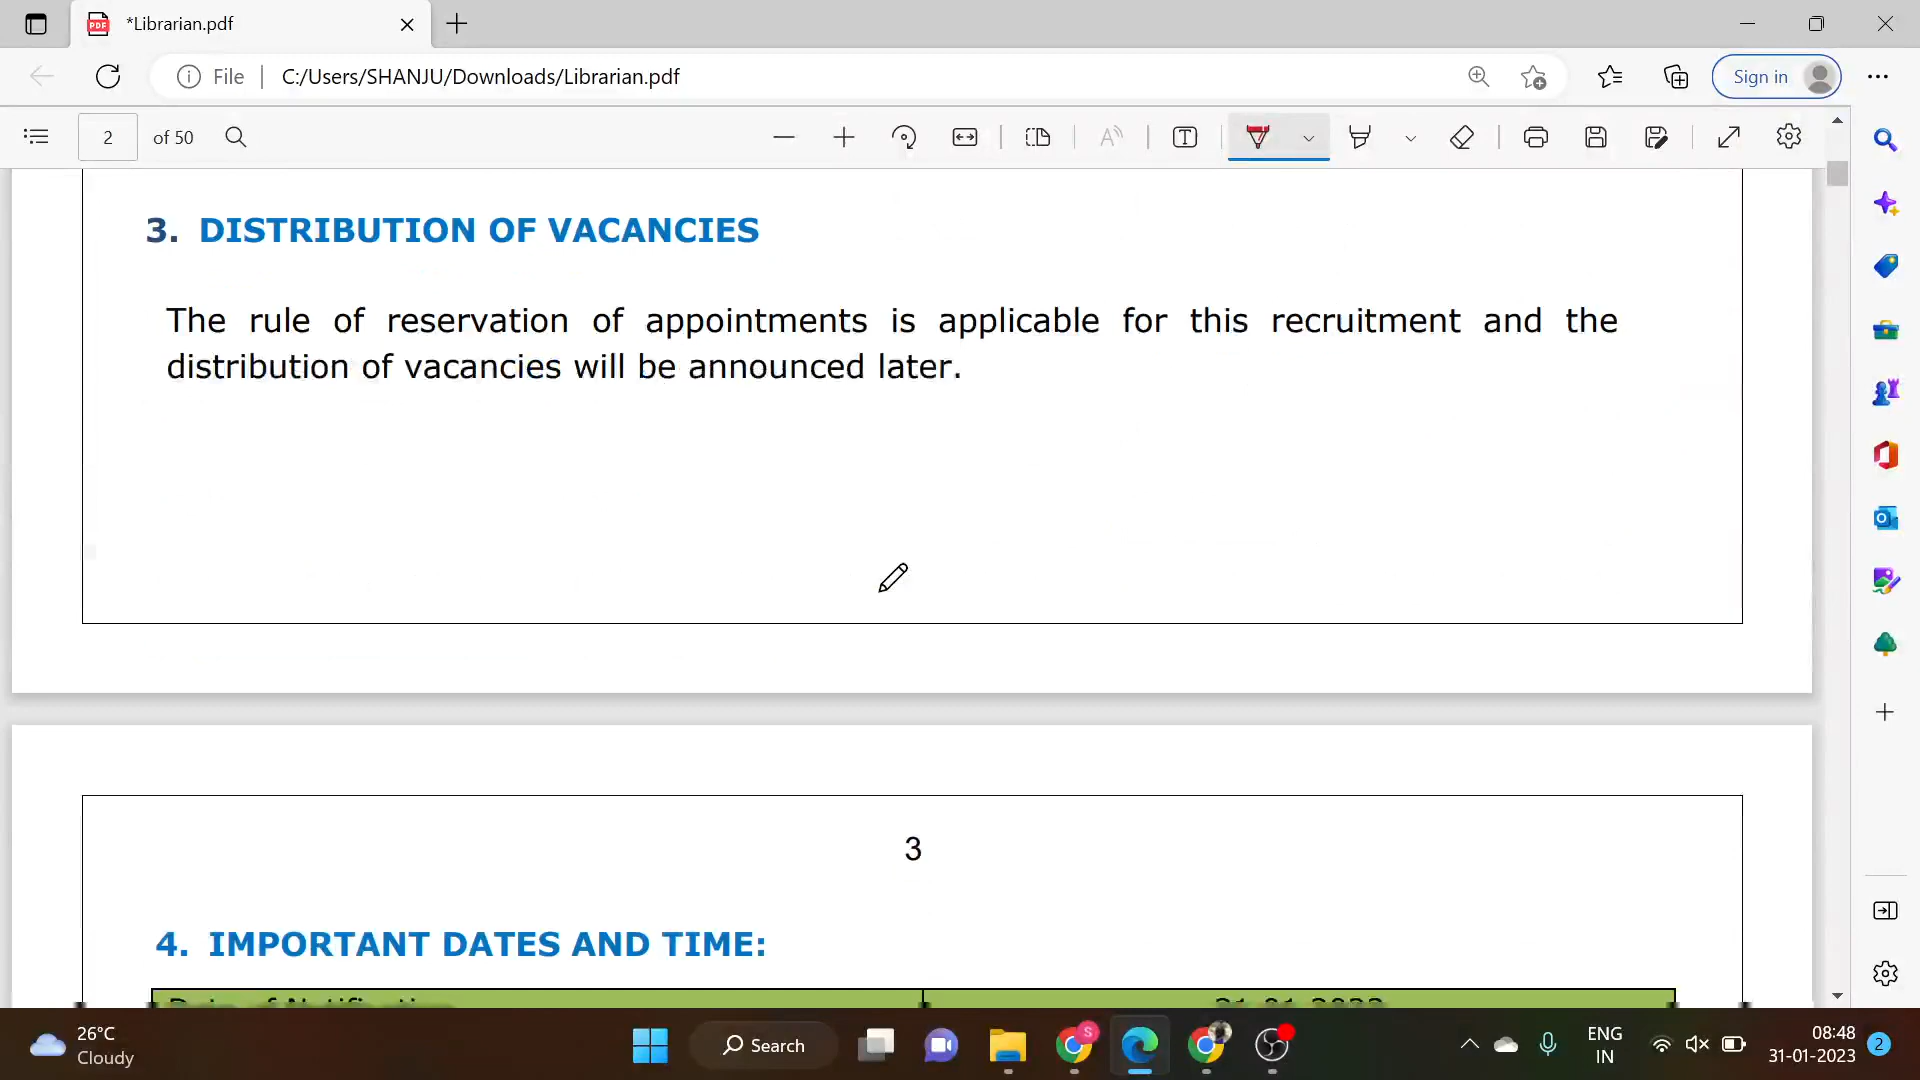 *Librarian.pdf
File
C:/Users/SHANJU/Downloads/Librarian.pdf
Sign in
2 of 50
3. DISTRIBUTION OF VACANCIES
The rule of reservation of appointments is applicable for this recruitment and the
distribution of vacancies will be announced later.
3
4. IMPORTANT DATES AND TIME:
26°C
Cloudy
Search
ENG
IN
08:48
31-01-2023
2